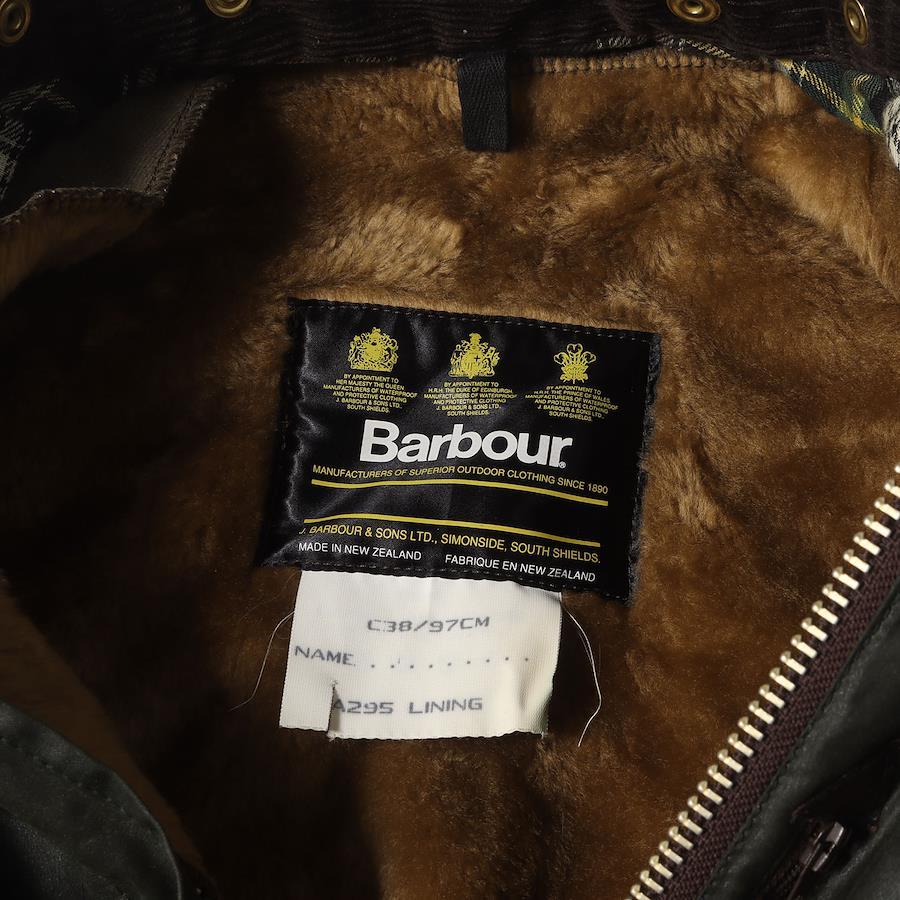 BY APPOINTMENT TO
HER MAJESTY THE QUEEN
MANUFACTURERS OF WATERPROOF
AND PROTECTIVE CLOTHING
J. BARBOUR & SONS LTD.,
SOUTH SHIELDS.
BY APPOINTMENT TO
H.R.H. THE DUKE OF EDINBURGH
MANUFACTURERS OF WATERPROOF
AND PROTECTIVE CLOTHING
J. BARBOUR & SONS LTD.,
SOUTH SHIELDS.
BY APPOINTMENT TO
H.R.H. THE PRINCE OF WALES
MANUFACTURERS OF WATERPROOF
AND PROTECTIVE CLOTHING
J. BARBOUR & SONS LTD.,
SOUTH SHIELDS.
Barbour®
MANUFACTURERS OF SUPERIOR OUTDOOR CLOTHING SINCE 1890
J. BARBOUR & SONS LTD., SIMONSIDE, SOUTH SHIELDS.
MADE IN NEW ZEALAND FABRIQUE EN NEW ZEALAND
C38/97CM
NAME . . . . . . . . . .
A295 LINING